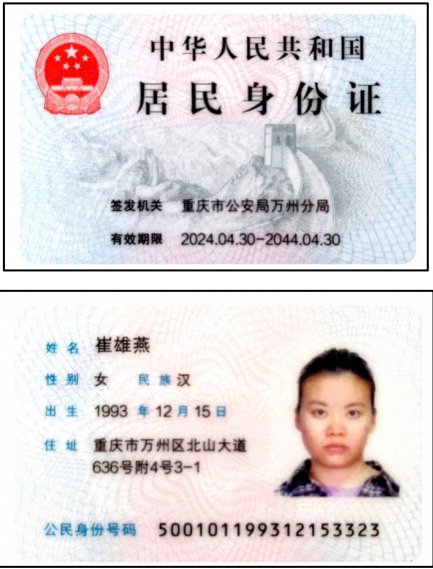 中华人民共和国
居民身份证
签发机关 重庆市公安局万州分局
有效期限 2024.04.30-2044.04.30
姓名 崔雄燕
性别 女 民族 汉
出生 1993 年 12 月 15 日
住址 重庆市万州区北山大道
636号附4号3-1
公民身份号码 500101199312153323